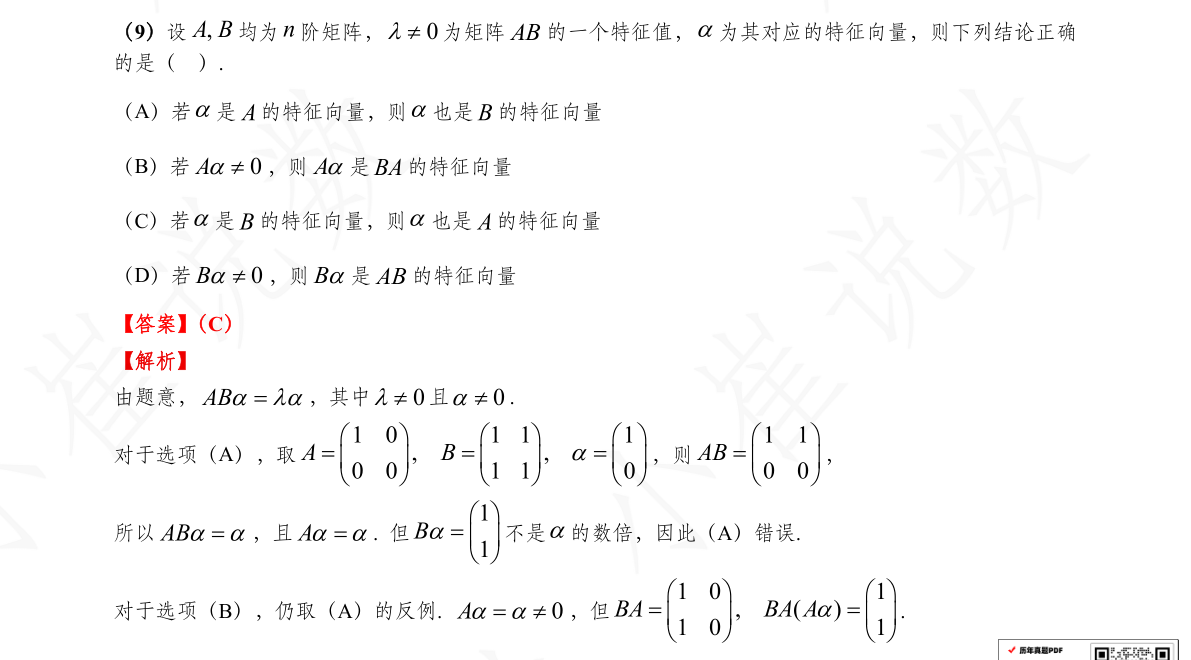 （9）设 A, B 均为 n 阶矩阵，λ ≠ 0 为矩阵 AB 的一个特征值，α 为其对应的特征向量，则下列结论正确
的是（　）.
（A）若 α 是 A 的特征向量，则 α 也是 B 的特征向量
（B）若 Aα ≠ 0，则 Aα 是 BA 的特征向量
（C）若 α 是 B 的特征向量，则 α 也是 A 的特征向量
（D）若 Bα ≠ 0，则 Bα 是 AB 的特征向量
【答案】（C）
【解析】
由题意，ABα = λα，其中 λ ≠ 0 且 α ≠ 0.
对于选项（A），取 A = (1 0; 0 0), B = (1 1; 1 1), α = (1; 0)，则 AB = (1 1; 0 0)，
所以 ABα = α，且 Aα = α. 但 Bα = (1; 1) 不是 α 的数倍，因此（A）错误.
对于选项（B），仍取（A）的反例. Aα = α ≠ 0，但 BA = (1 0; 1 0), BA(Aα) = (1; 1).
历年真题PDF
小崔说数
小崔说数